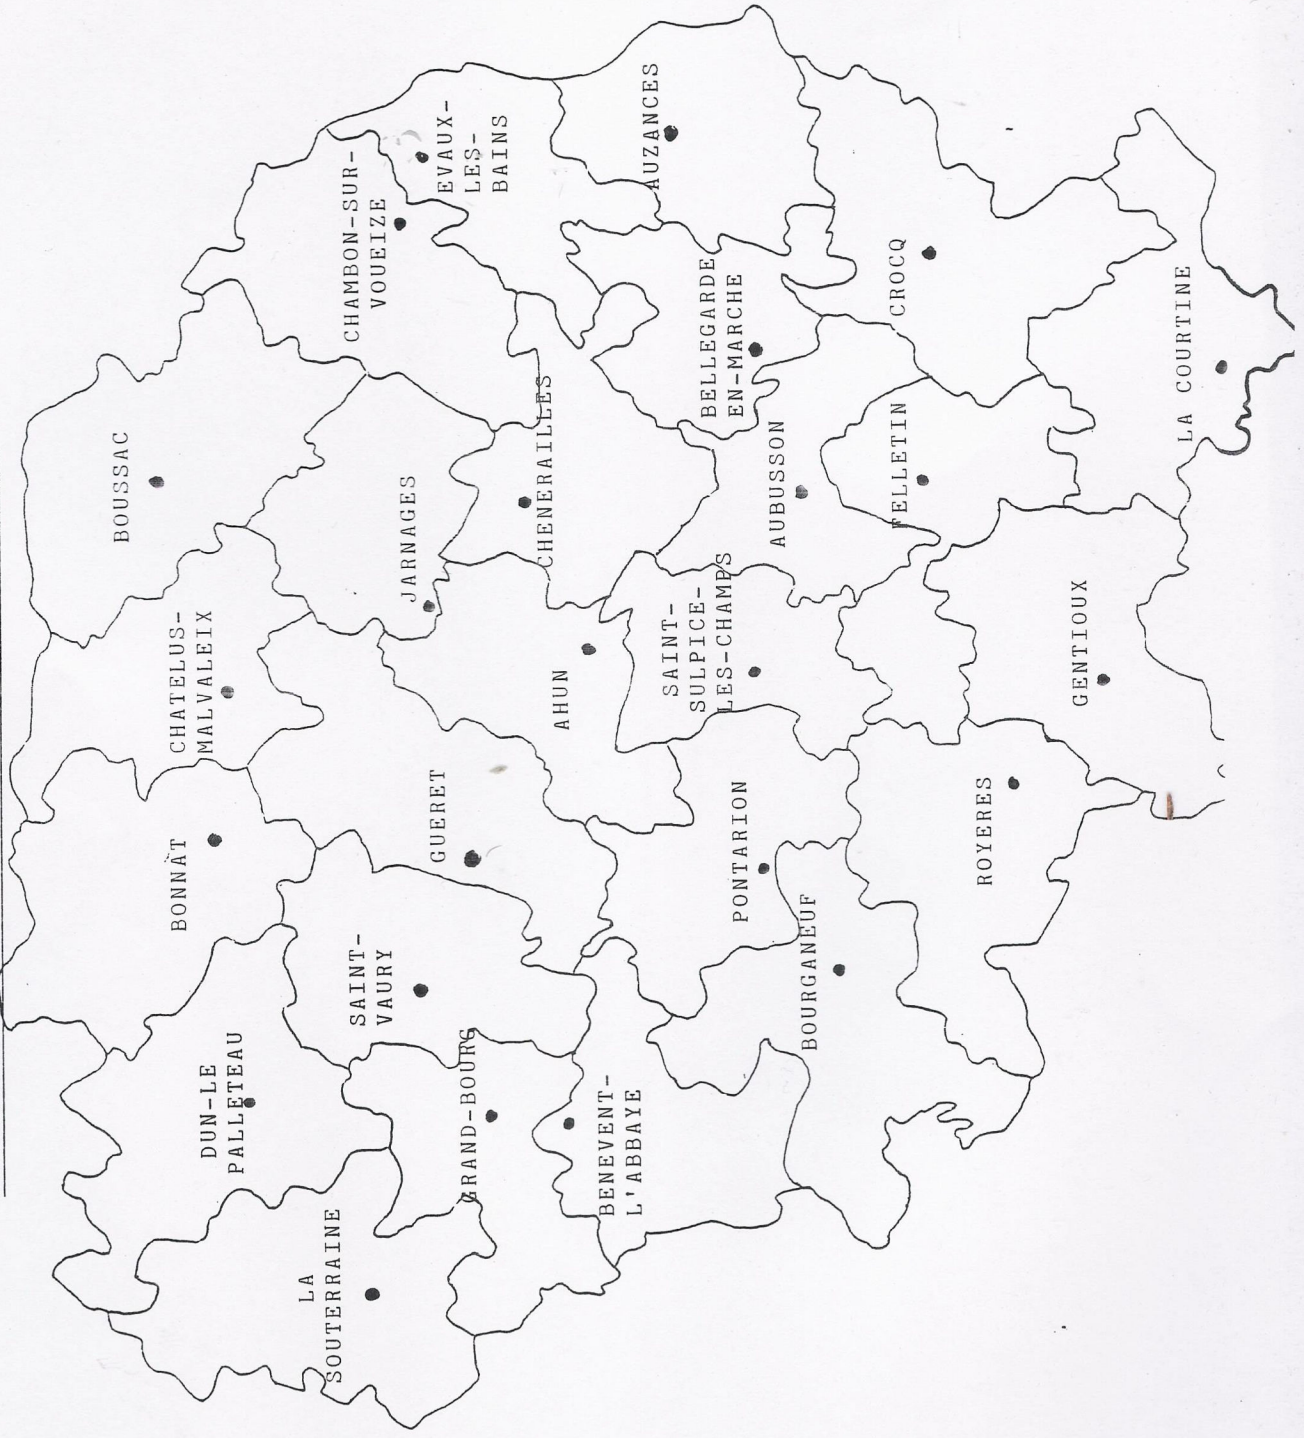 BOUSSAC
CHATELUS-
MALVALEIX
BONNAT
DUN-LE
PALLETEAU
LA
SOUTERRAINE
CHAMBON-SUR-
VOUEIZE
EVAUX-
LES-
BAINS
JARNAGES
GUERET
SAINT-
VAURY
GRAND-BOURG
CHENERAILLES
AHUN
BENEVENT-
L'ABBAYE
AUZANCES
BELLEGARDE
EN-MARCHE
AUBUSSON
SAINT-
SULPICE-
LES-CHAMPS
PONTARION
BOURGANEUF
CROCQ
FELLETIN
ROYERES
GENTIOUX
LA COURTINE